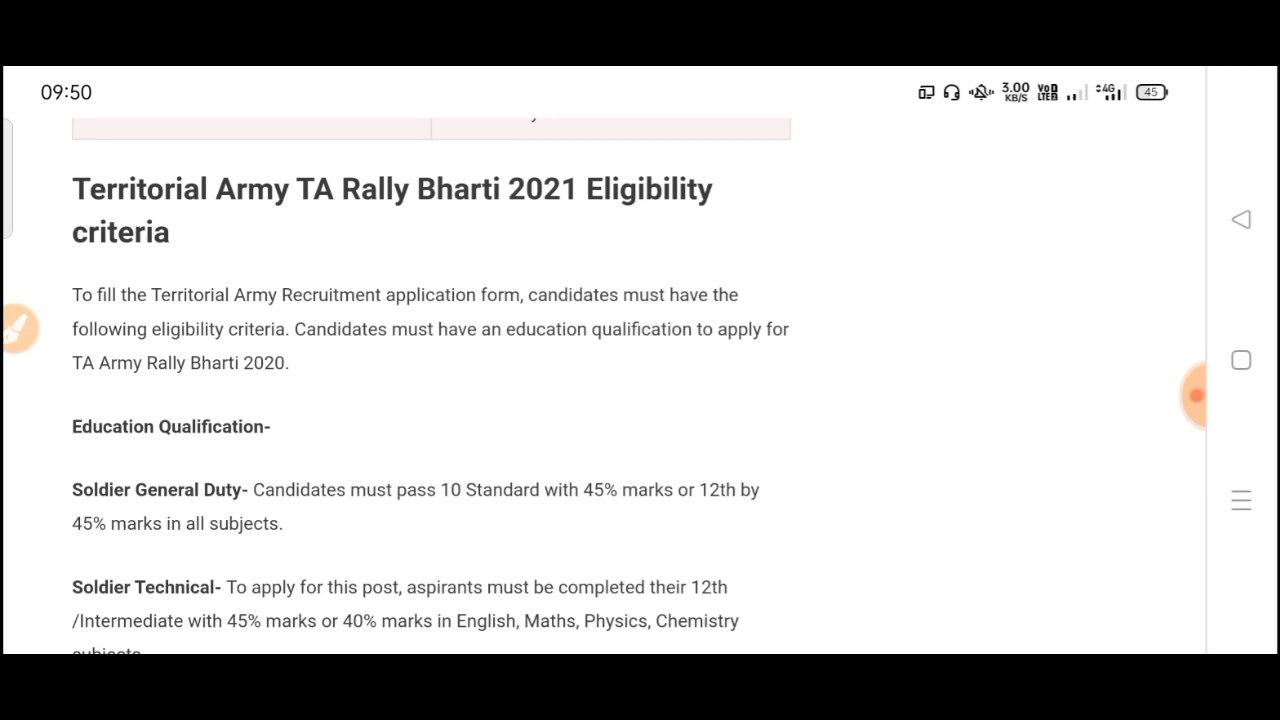 09:50
3.00
KB/S
VoD
LTE2
4G
45
Territorial Army TA Rally Bharti 2021 Eligibility
criteria
To fill the Territorial Army Recruitment application form, candidates must have the
following eligibility criteria. Candidates must have an education qualification to apply for
TA Army Rally Bharti 2020.
Education Qualification-
Soldier General Duty- Candidates must pass 10 Standard with 45% marks or 12th by
45% marks in all subjects.
Soldier Technical- To apply for this post, aspirants must be completed their 12th
/Intermediate with 45% marks or 40% marks in English, Maths, Physics, Chemistry
subjects